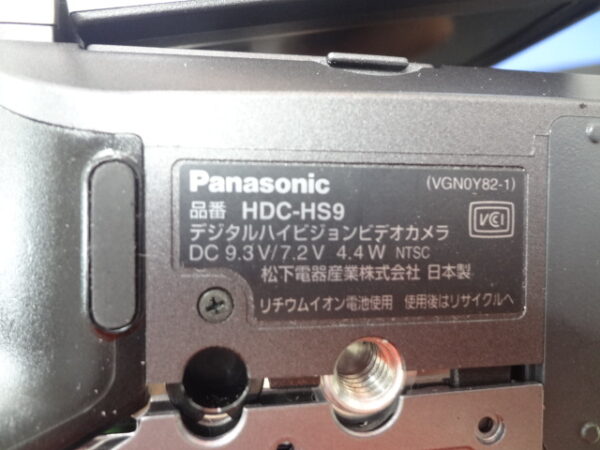 Panasonic (VGN0Y82-1)
品番 HDC-HS9
デジタルハイビジョンビデオカメラ
DC 9.3V/7.2V 4.4W NTSC
松下電器産業株式会社 日本製
リチウムイオン電池使用 使用後はリサイクルへ
VCI